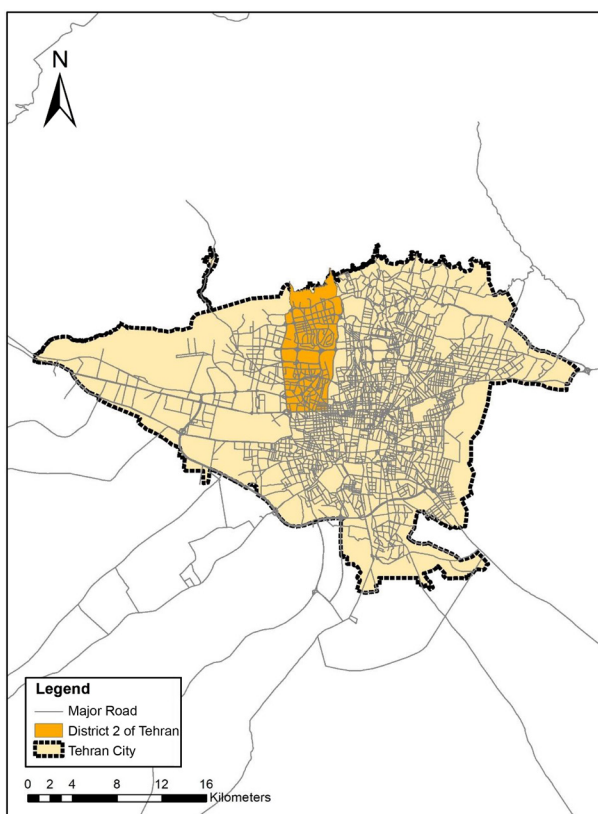 N
Legend
Major Road
District 2 of Tehran
Tehran City
0 2 4 8 12 16
Kilometers